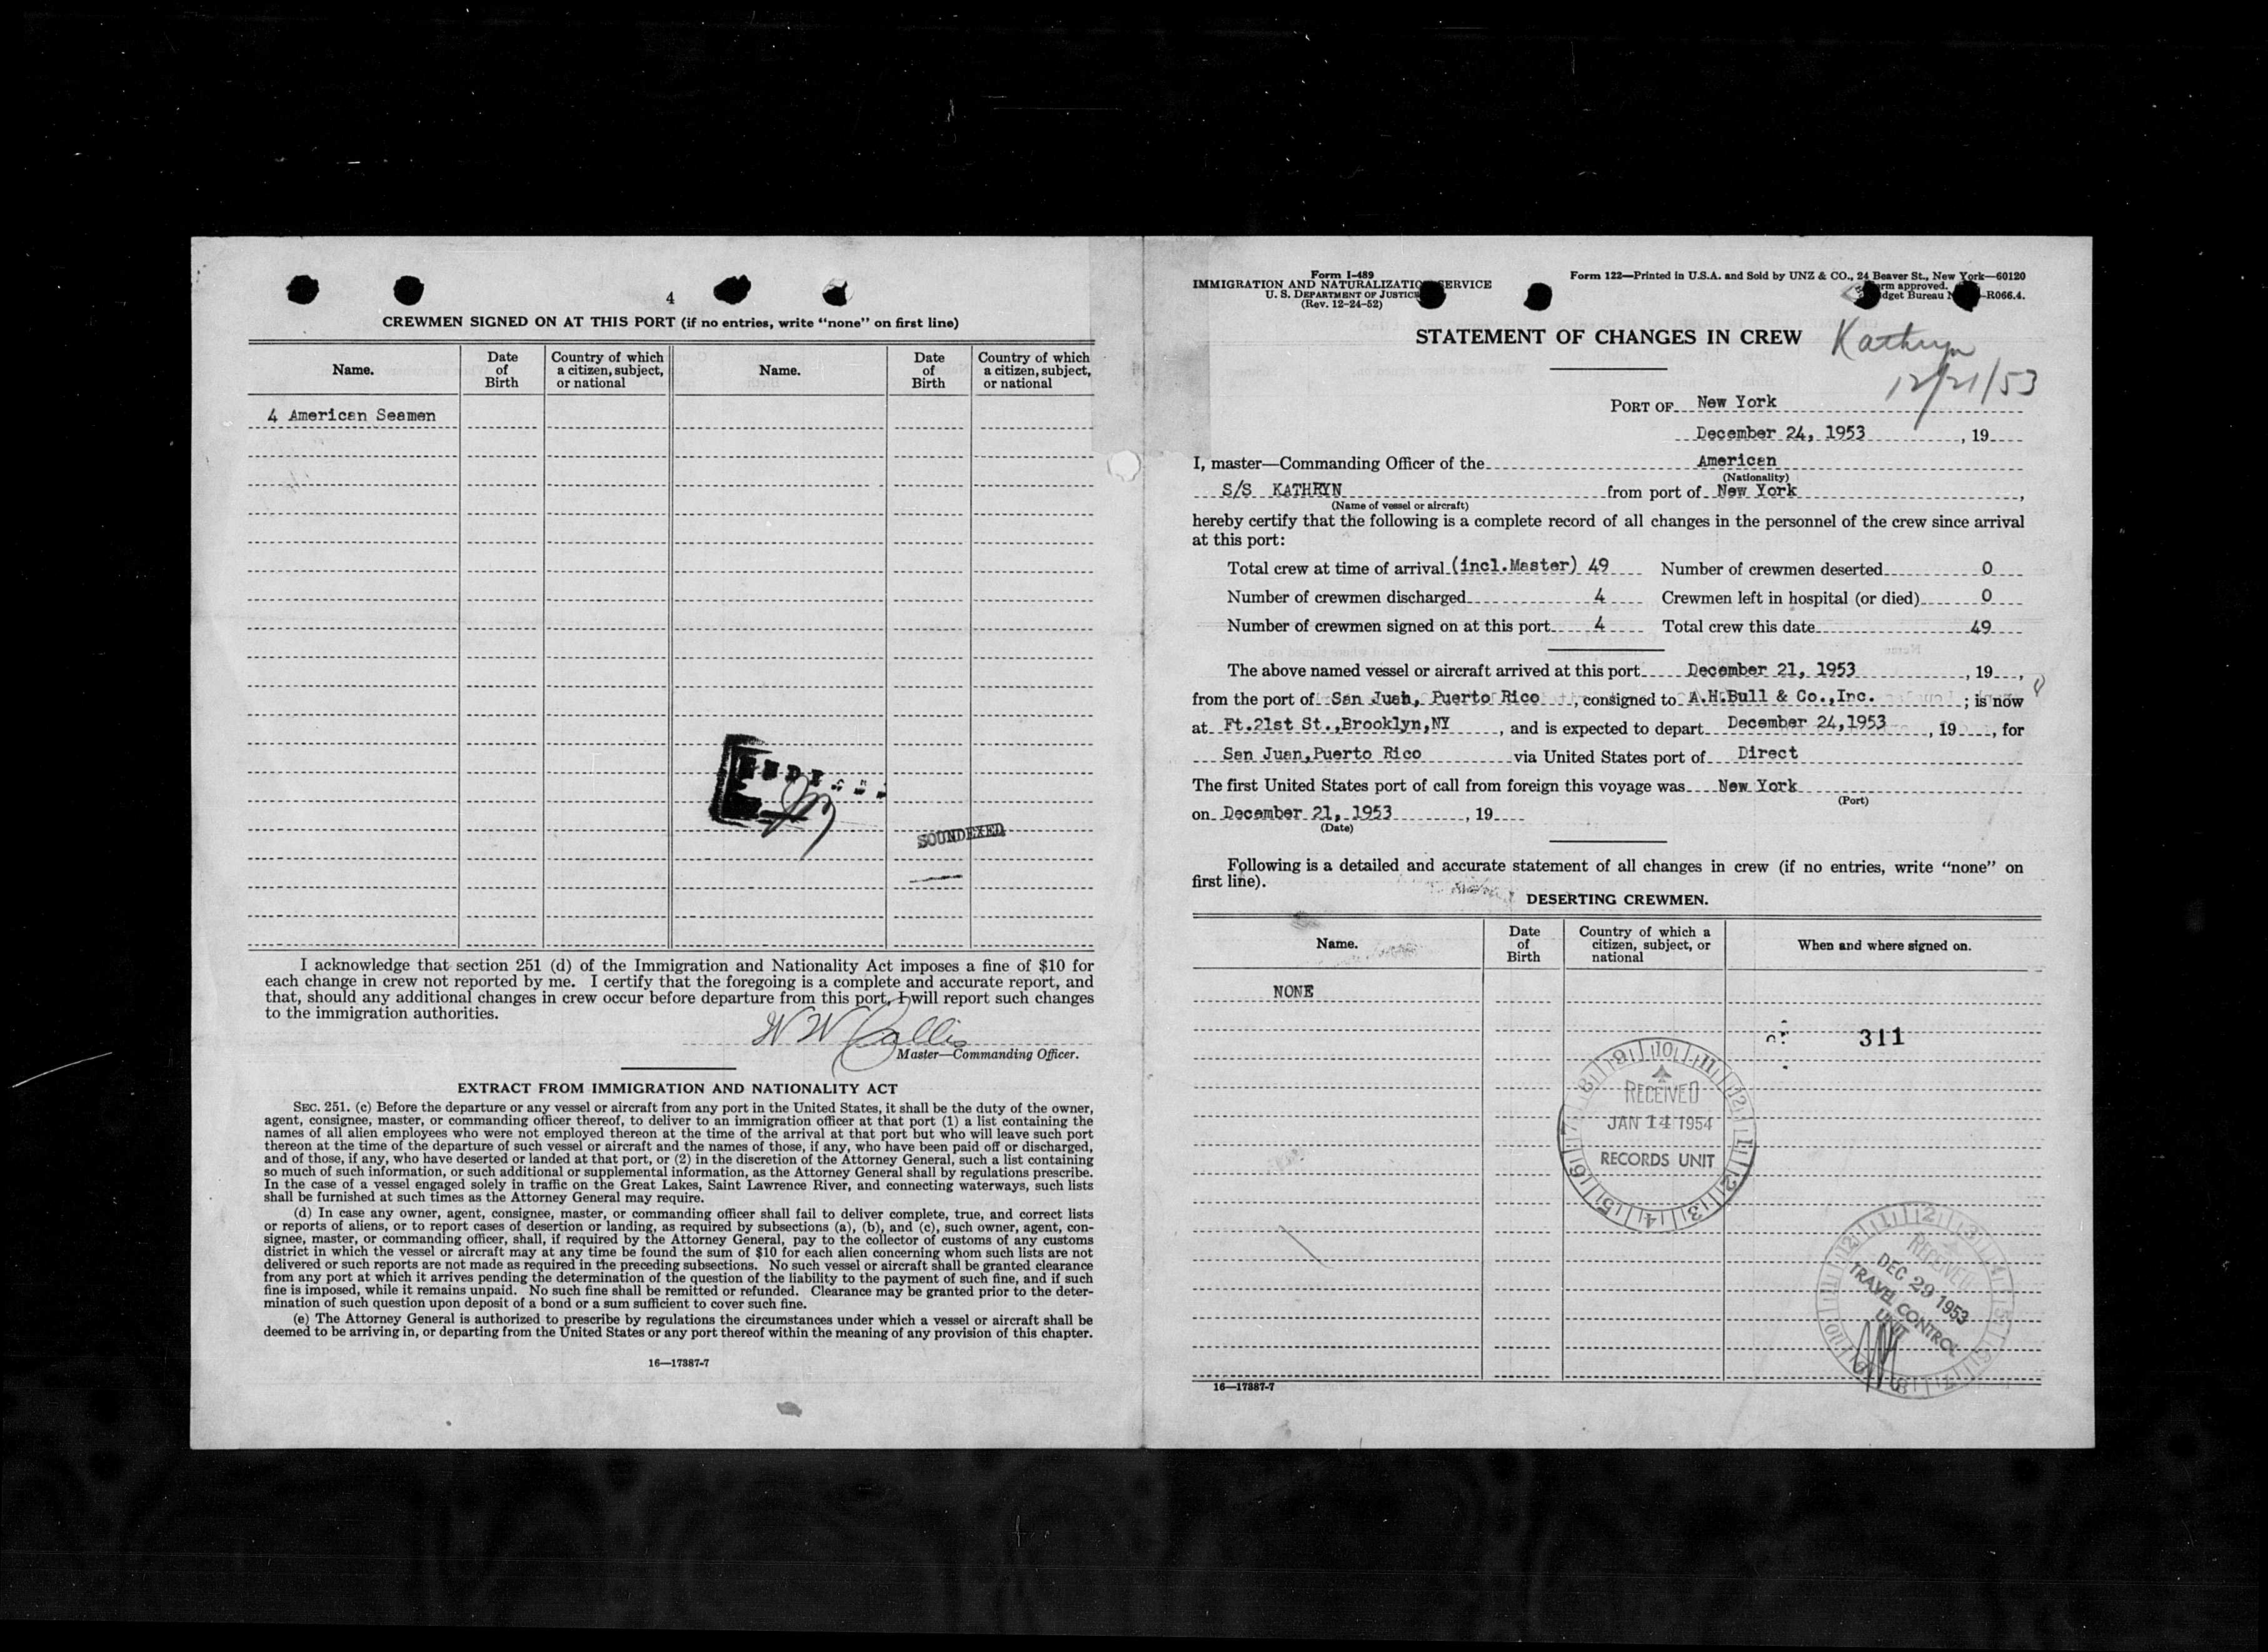 4
CREWMEN SIGNED ON AT THIS PORT (if no entries, write “none” on first line)
Name. Date of Birth Country of which a citizen, subject, or national Name. Date of Birth Country of which a citizen, subject, or national
4 American Seamen
SOUNDEXED
I acknowledge that section 251 (d) of the Immigration and Nationality Act imposes a fine of $10 for
each change in crew not reported by me. I certify that the foregoing is a complete and accurate report, and
that, should any additional changes in crew occur before departure from this port, I will report such changes
to the immigration authorities.
W W
Master—Commanding Officer.
EXTRACT FROM IMMIGRATION AND NATIONALITY ACT
SEC. 251. (c) Before the departure or any vessel or aircraft from any port in the United States, it shall be the duty of the owner,
agent, consignee, master, or commanding officer thereof, to deliver to an immigration officer at that port (1) a list containing the
names of all alien employees who were not employed thereon at the time of the arrival at that port but who will leave such port
thereon at the time of the departure of such vessel or aircraft and the names of those, if any, who have been paid off or discharged,
and of those, if any, who have deserted or landed at that port, or (2) in the discretion of the Attorney General, such a list containing
so much of such information, or such additional or supplemental information, as the Attorney General shall by regulations prescribe.
In the case of a vessel engaged solely in traffic on the Great Lakes, Saint Lawrence River, and connecting waterways, such lists
shall be furnished at such times as the Attorney General may require.
(d) In case any owner, agent, consignee, master, or commanding officer shall fail to deliver complete, true, and correct lists
or reports of aliens, or to report cases of desertion or landing, as required by subsections (a), (b), and (c), such owner, agent, con-
signee, master, or commanding officer, shall, if required by the Attorney General, pay to the collector of customs of any customs
district in which the vessel or aircraft may at any time be found the sum of $10 for each alien concerning whom such lists are not
delivered or such reports are not made as required in the preceding subsections. No such vessel or aircraft shall be granted clearance
from any port at which it arrives pending the determination of the question of the liability to the payment of such fine, and if such
fine is imposed, while it remains unpaid. No such fine shall be remitted or refunded. Clearance may be granted prior to the deter-
mination of such question upon deposit of a bond or a sum sufficient to cover such fine.
(e) The Attorney General is authorized to prescribe by regulations the circumstances under which a vessel or aircraft shall be
deemed to be arriving in, or departing from the United States or any port thereof within the meaning of any provision of this chapter.
16—17387-7
Form I-489
IMMIGRATION AND NATURALIZATION SERVICE
U. S. DEPARTMENT OF JUSTICE
(Rev. 12-24-52)
Form 122—Printed in U.S.A. and Sold by UNZ & CO., 24 Beaver St., New York—60120
approved.
Bureau -R066.4.
STATEMENT OF CHANGES IN CREW
Kathryn
12/21/53
PORT OF New York
December 24, 1953, 19
I, master—Commanding Officer of the American
(Nationality)
S/S KATHRYN from port of New York,
(Name of vessel or aircraft)
hereby certify that the following is a complete record of all changes in the personnel of the crew since arrival
at this port:
Total crew at time of arrival (incl.Master) 49 Number of crewmen deserted 0
Number of crewmen discharged 4 Crewmen left in hospital (or died) 0
Number of crewmen signed on at this port 4 Total crew this date 49
The above named vessel or aircraft arrived at this port December 21, 1953, 19,
from the port of San Juan, Puerto Rico, consigned to A.H.Bull & Co.,Inc.; is now
at Ft.21st St.,Brooklyn,NY, and is expected to depart December 24,1953, 19, for
San Juan,Puerto Rico via United States port of Direct
The first United States port of call from foreign this voyage was New York
(Port)
on December 21, 1953, 19
(Date)
Following is a detailed and accurate statement of all changes in crew (if no entries, write “none” on
first line).
DESERTING CREWMEN.
Name. Date of Birth Country of which a citizen, subject, or national When and where signed on.
NONE
311
9 10 11 12 1 2 3 4 5 6 7 8
RECEIVED
JAN 14 1954
RECORDS UNIT
RECEIVED
DEC 29 1953
TRAVEL CONTROL
UNIT
16—17387-7